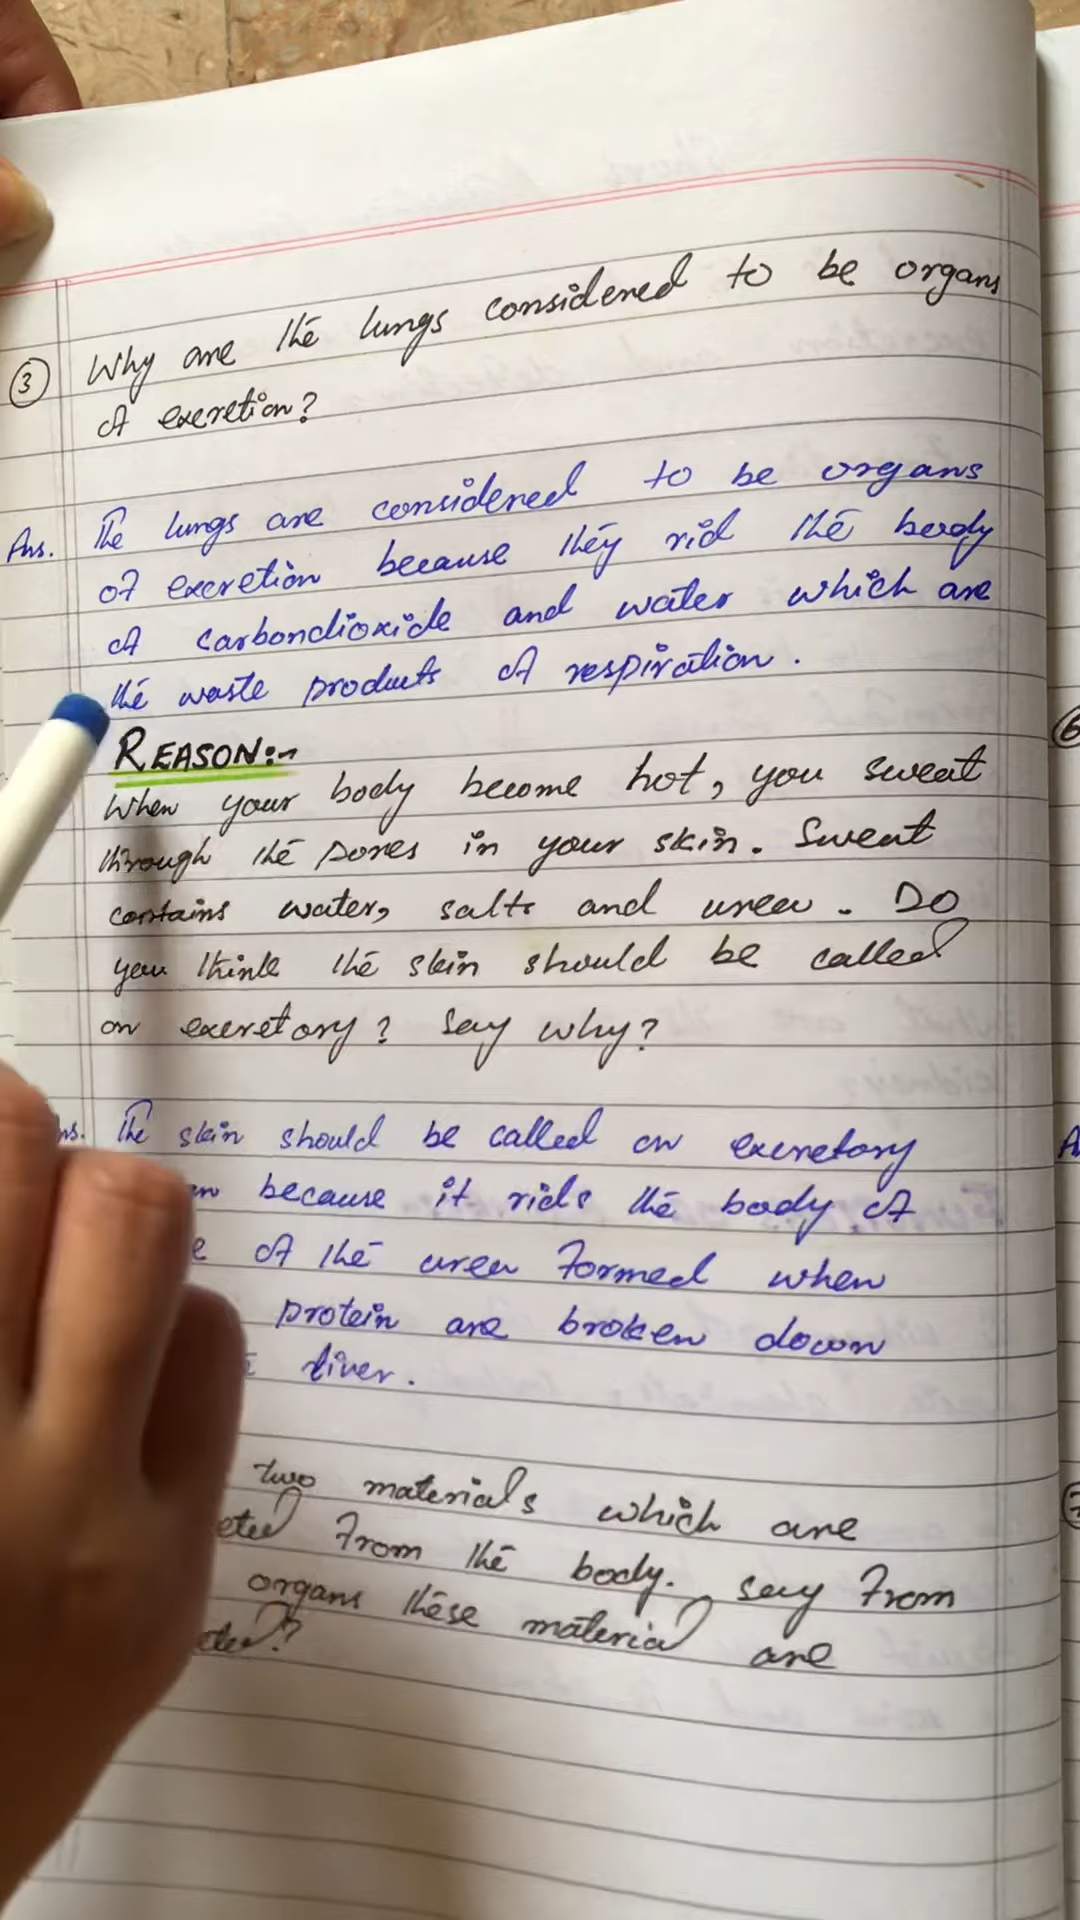 ③ Why are the lungs considered to be organs
of excretion?
Ans. The lungs are considered to be organs
of excretion because they rid the body
of carbondioxide and water which are
the waste products of respiration.
REASON:-
When your body become hot, you sweat
through the pores in your skin. Sweat
contains water, salts and urea. Do
you think the skin should be called
an excretory? Say why?
The skin should be called an excretory
because it rids the body of
of the urea formed when
protein are broken down
liver.
two materials which are
from the body. Say from
organs these material are
⑥